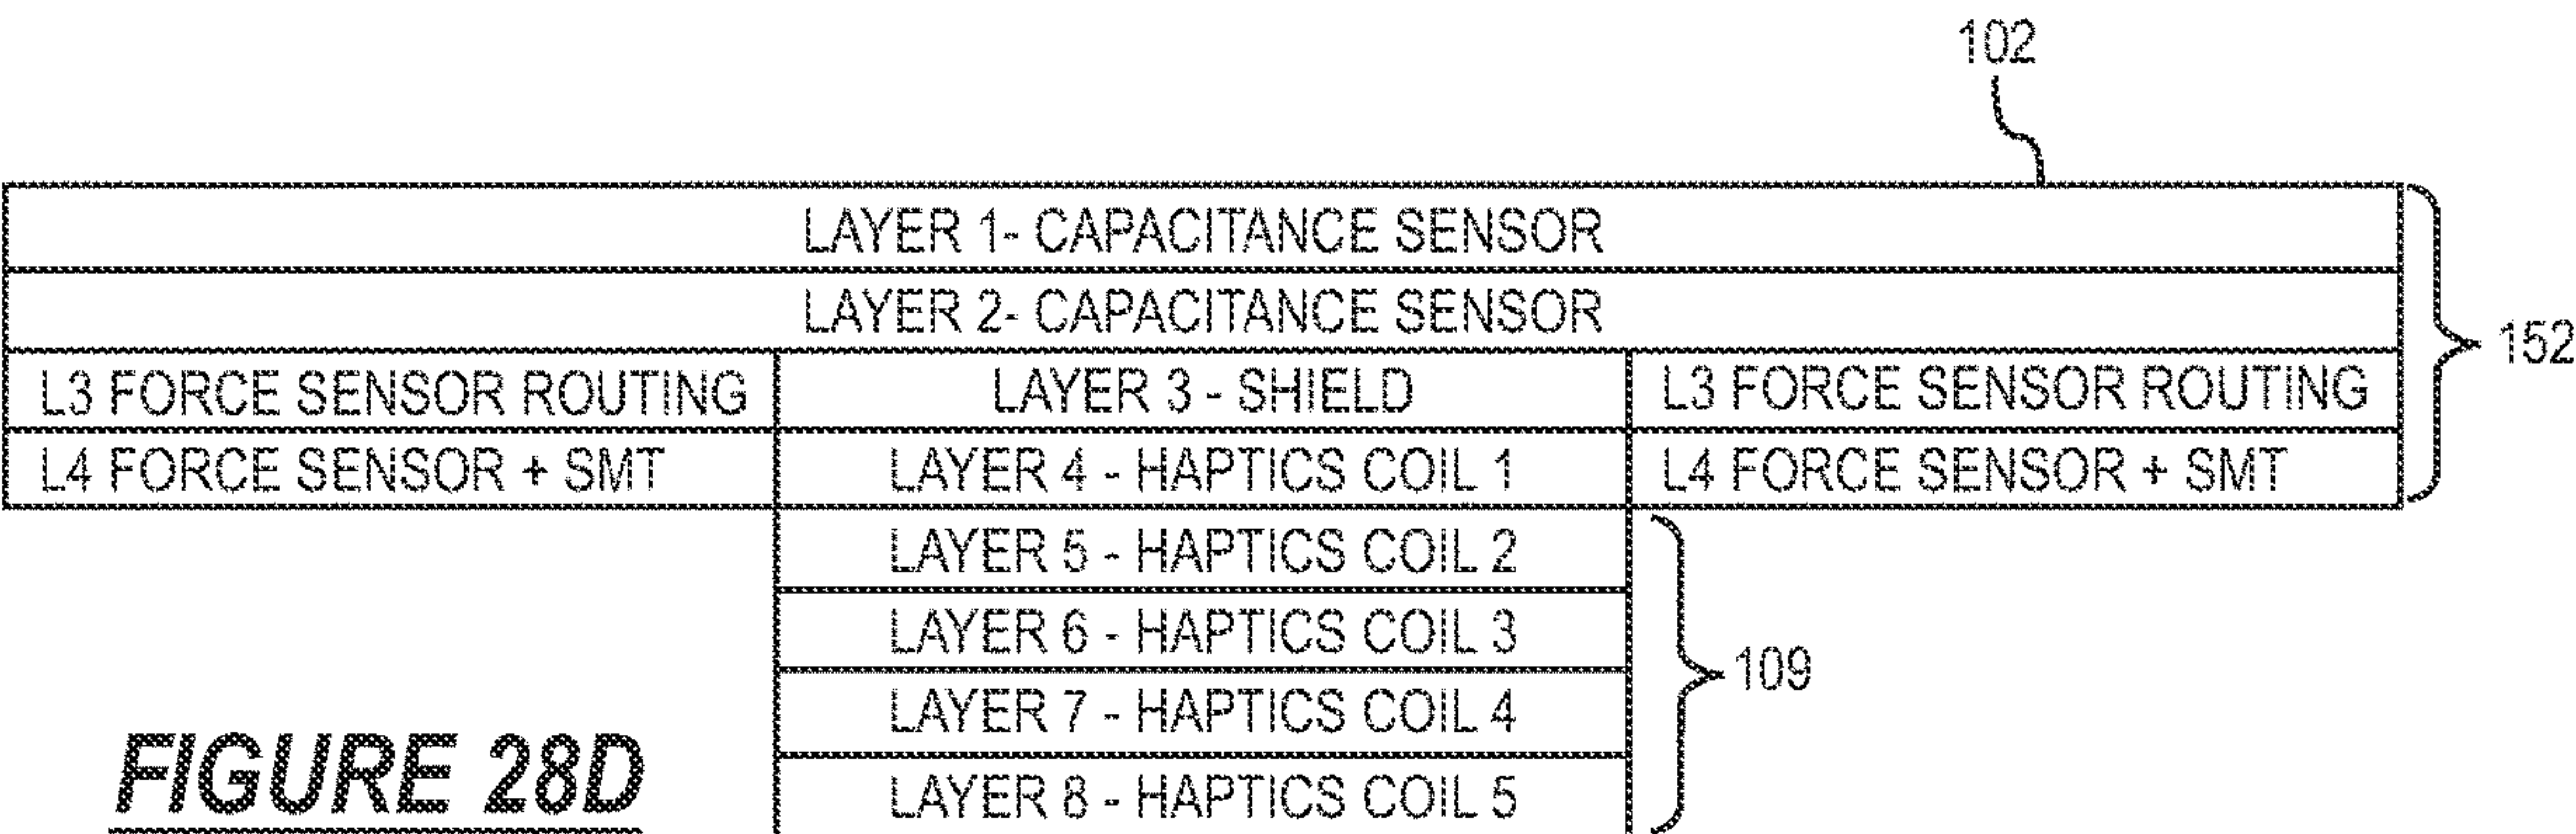 102
LAYER 1- CAPACITANCE SENSOR
LAYER 2- CAPACITANCE SENSOR
152
L3 FORCE SENSOR ROUTING LAYER 3 - SHIELD L3 FORCE SENSOR ROUTING
L4 FORCE SENSOR + SMT LAYER 4 - HAPTICS COIL 1 L4 FORCE SENSOR + SMT
LAYER 5 - HAPTICS COIL 2
LAYER 6 - HAPTICS COIL 3
109
LAYER 7 - HAPTICS COIL 4
LAYER 8 - HAPTICS COIL 5
FIGURE 28D